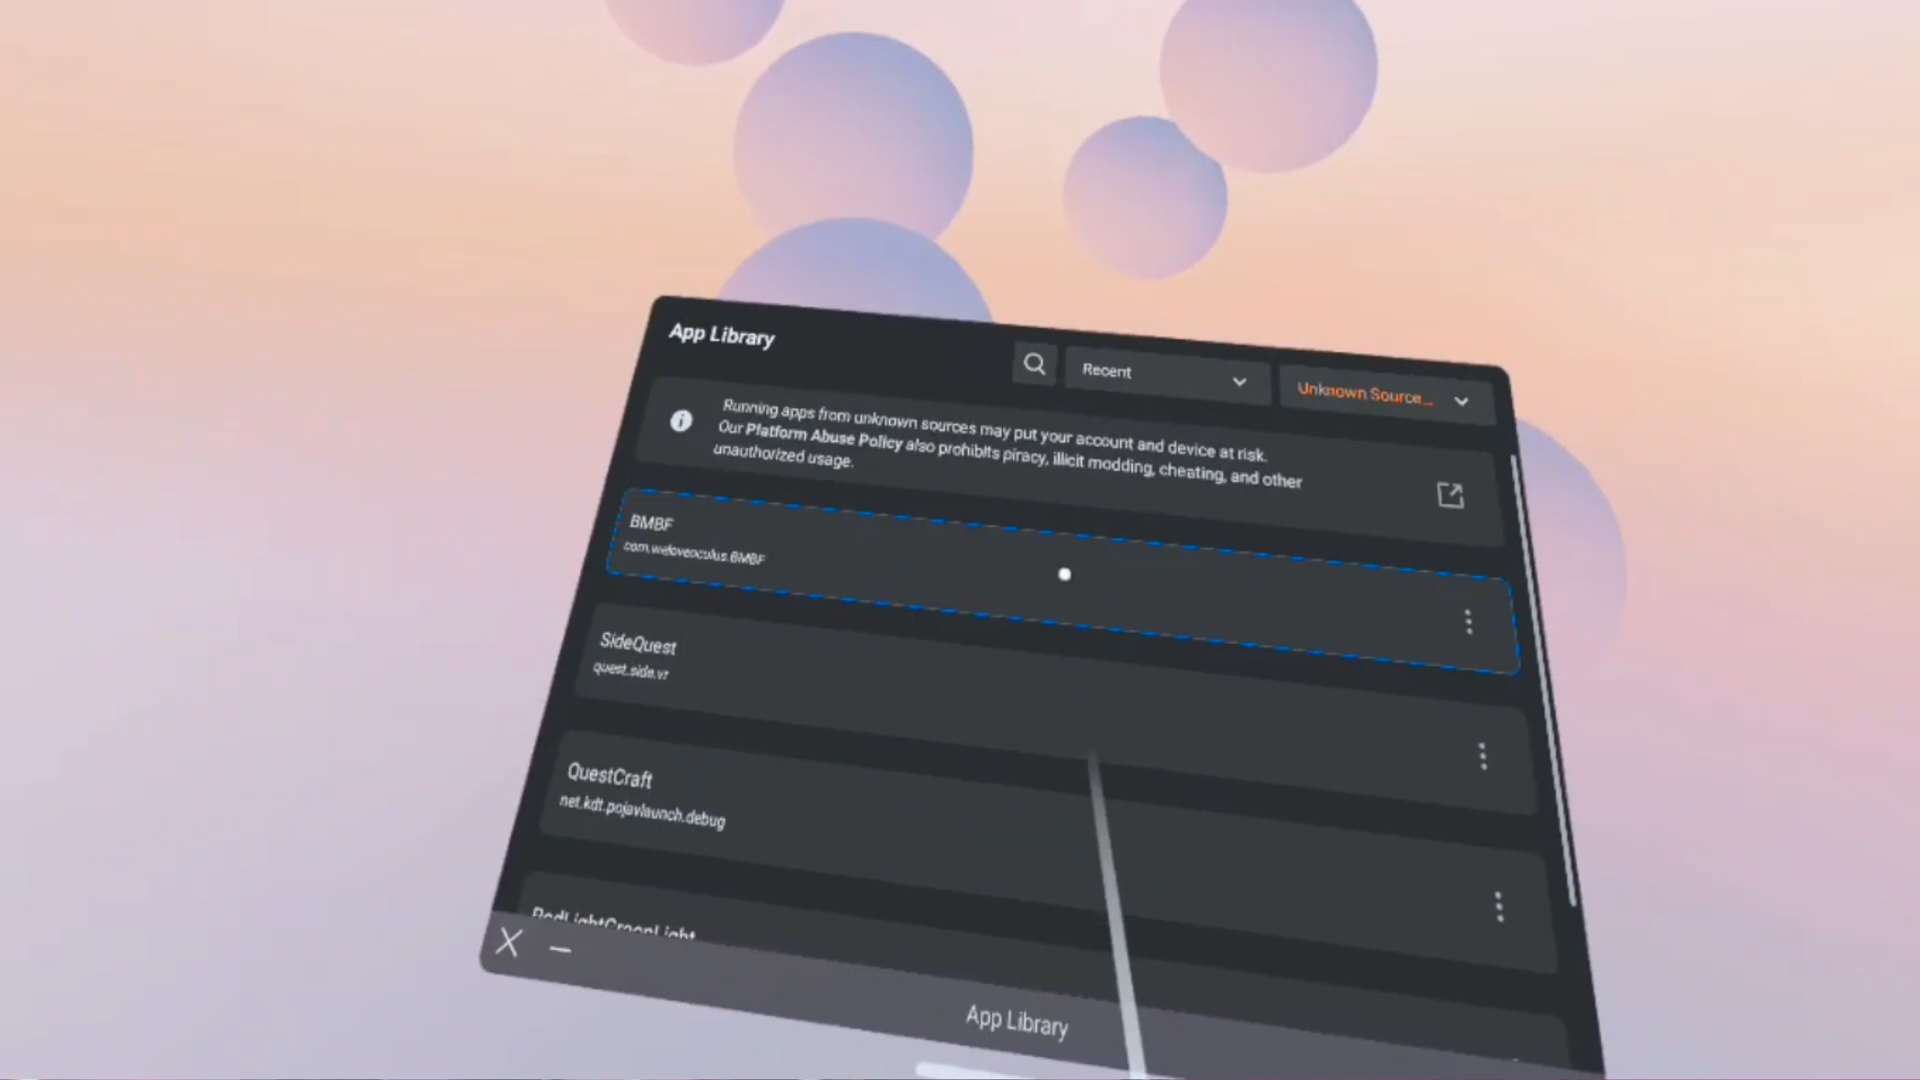 App Library
Recent
Unknown Source...
Running apps from unknown sources may put your account and device at risk.
Our Platform Abuse Policy also prohibits piracy, illicit modding, cheating, and other
unauthorized usage.
BMBF
com.weloveoculus.BMBF
SideQuest
quest.side.vr
QuestCraft
net.kdt.pojavlaunch.debug
RedLightGreenLight
App Library